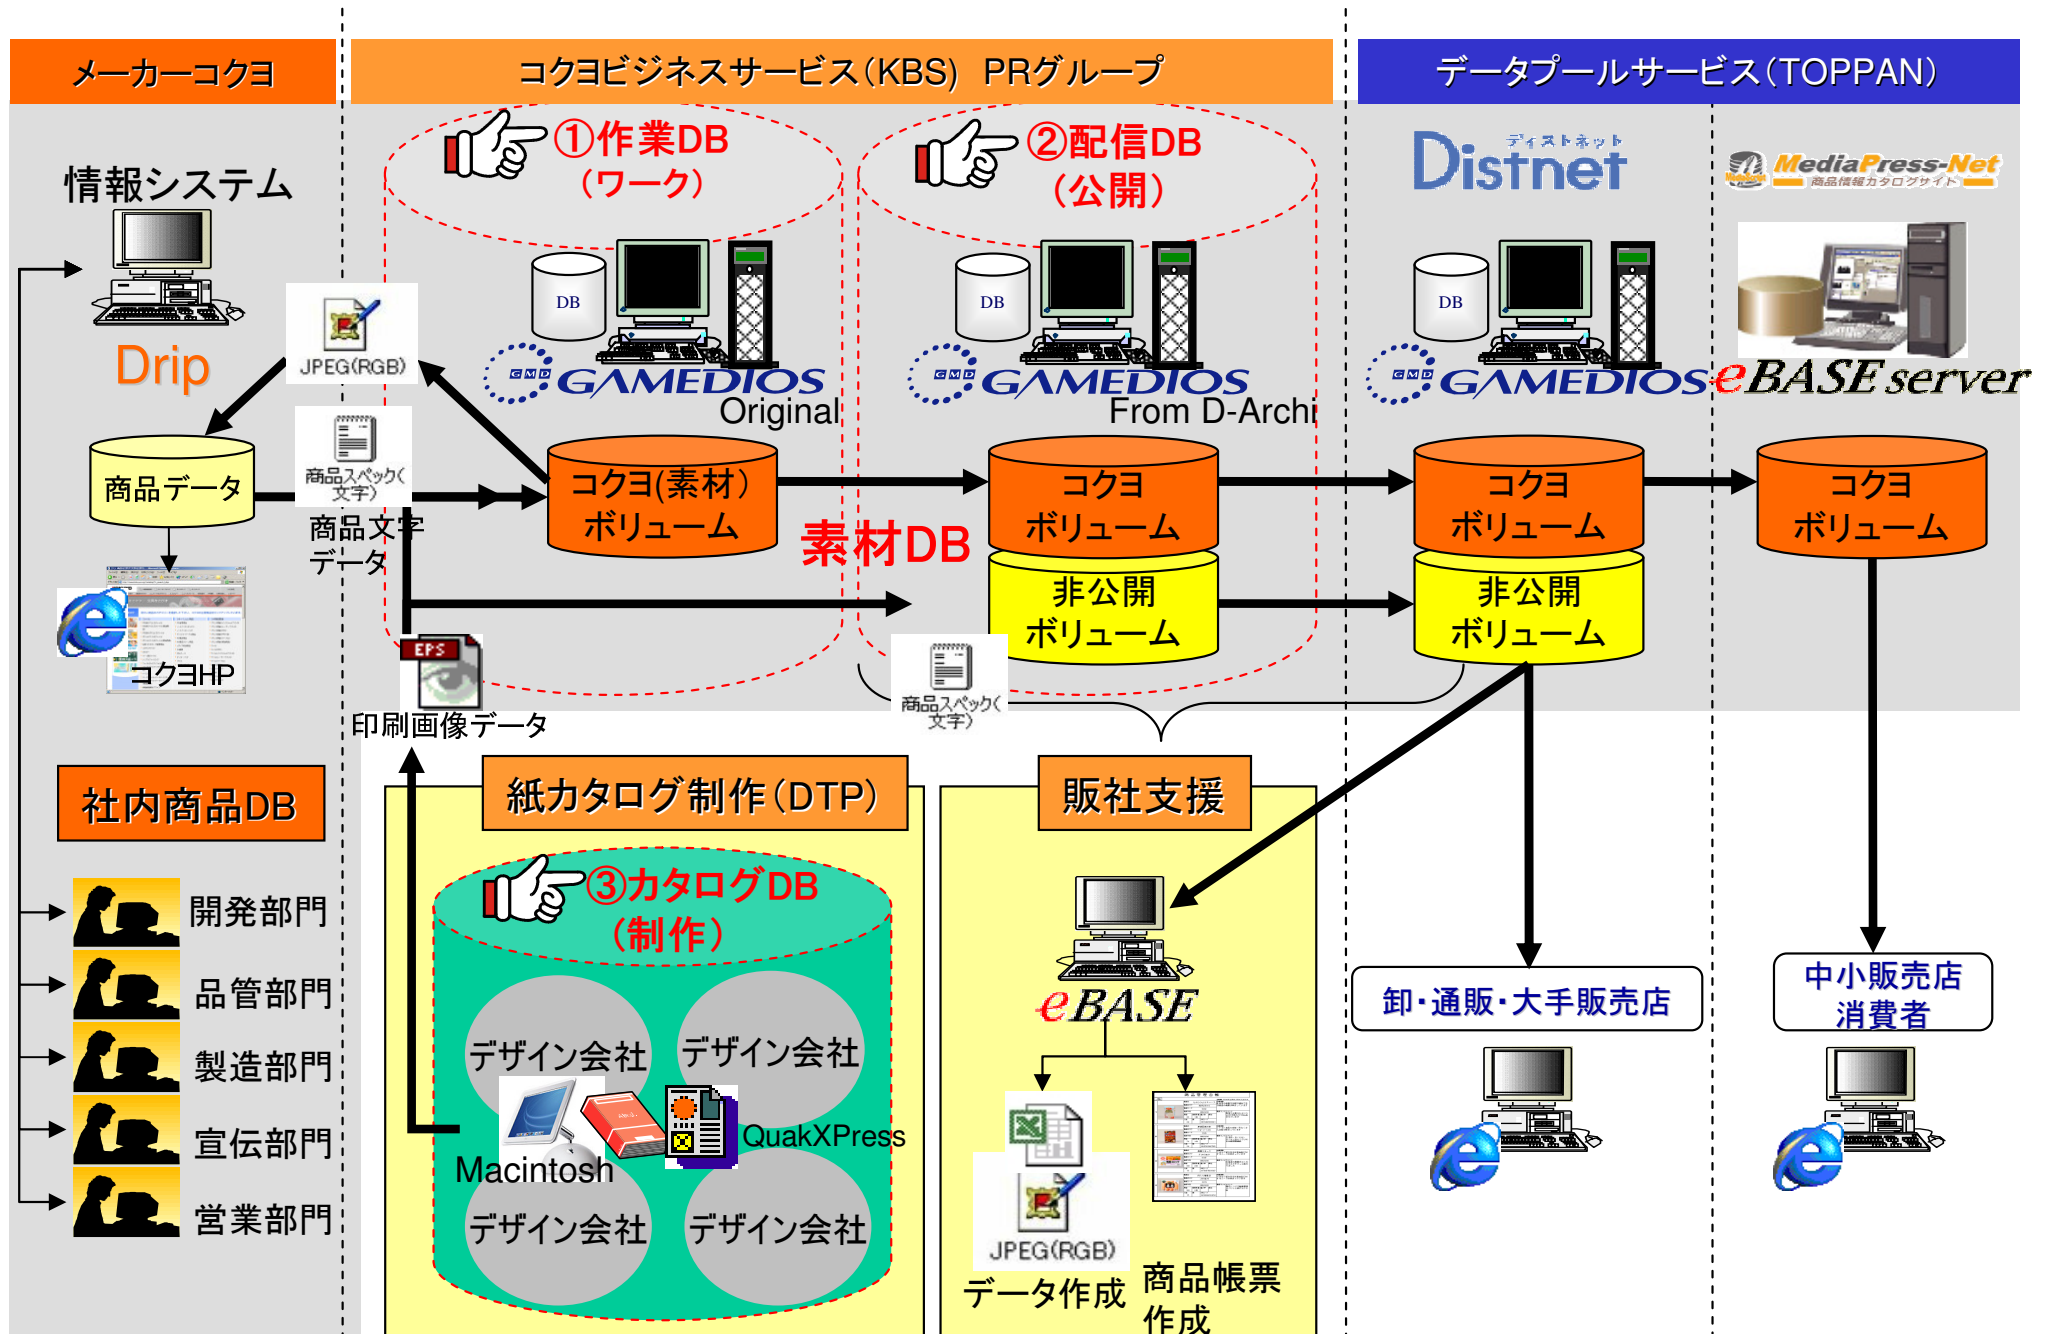 メーカーコクヨ
コクヨビジネスサービス（KBS)　PRグループ
データプールサービス（TOPPAN）
情報システム
Drip
JPEG(RGB)
商品データ
商品スペック(
文字)
商品文字
データ
コクヨHP
①作業DB
（ワーク）
DB
GMD
GAMEDIOS
Original
コクヨ(素材）
ボリューム
②配信DB
（公開）
DB
GMD
GAMEDIOS
From D-Archi
コクヨ
ボリューム
非公開
ボリューム
素材DB
商品スペック(
文字)
ディストネット
Distnet
DB
GMD
GAMEDIOS
コクヨ
ボリューム
非公開
ボリューム
MediaPress-Net
商品情報カタログサイト
eBASE server
コクヨ
ボリューム
EPS
印刷画像データ
社内商品DB
開発部門
品管部門
製造部門
宣伝部門
営業部門
紙カタログ制作（DTP）
③カタログDB
（制作）
デザイン会社
デザイン会社
Macintosh
QuakXPress
デザイン会社
デザイン会社
販社支援
eBASE
JPEG(RGB)
データ作成
商品帳票
作成
卸・通販・大手販売店
中小販売店
消費者